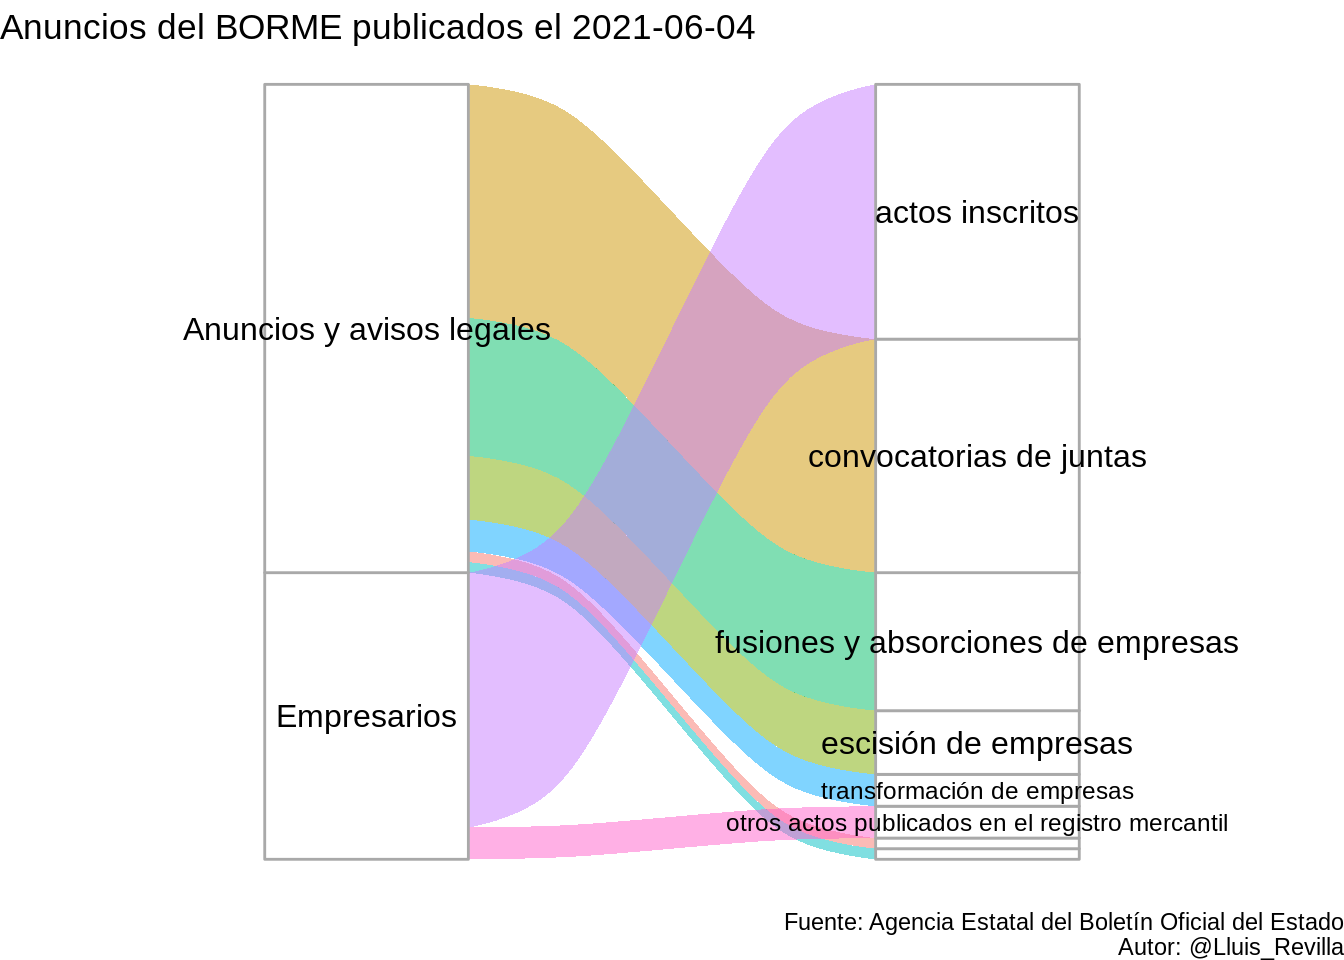 Anuncios del BORME publicados el 2021-06-04
actos inscritos
Anuncios y avisos legales
convocatorias de juntas
fusiones y absorciones de empresas
Empresarios
escisión de empresas
transformación de empresas
otros actos publicados en el registro mercantil
Fuente: Agencia Estatal del Boletín Oficial del Estado
Autor: @Lluis_Revilla